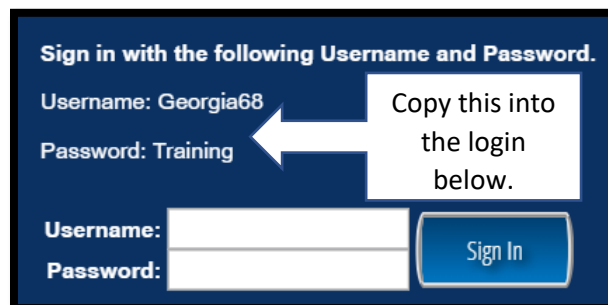 Sign in with the following Username and Password.
Username: Georgia68
Password: Training
Copy this into
the login
below.
Username:
Password:
Sign In